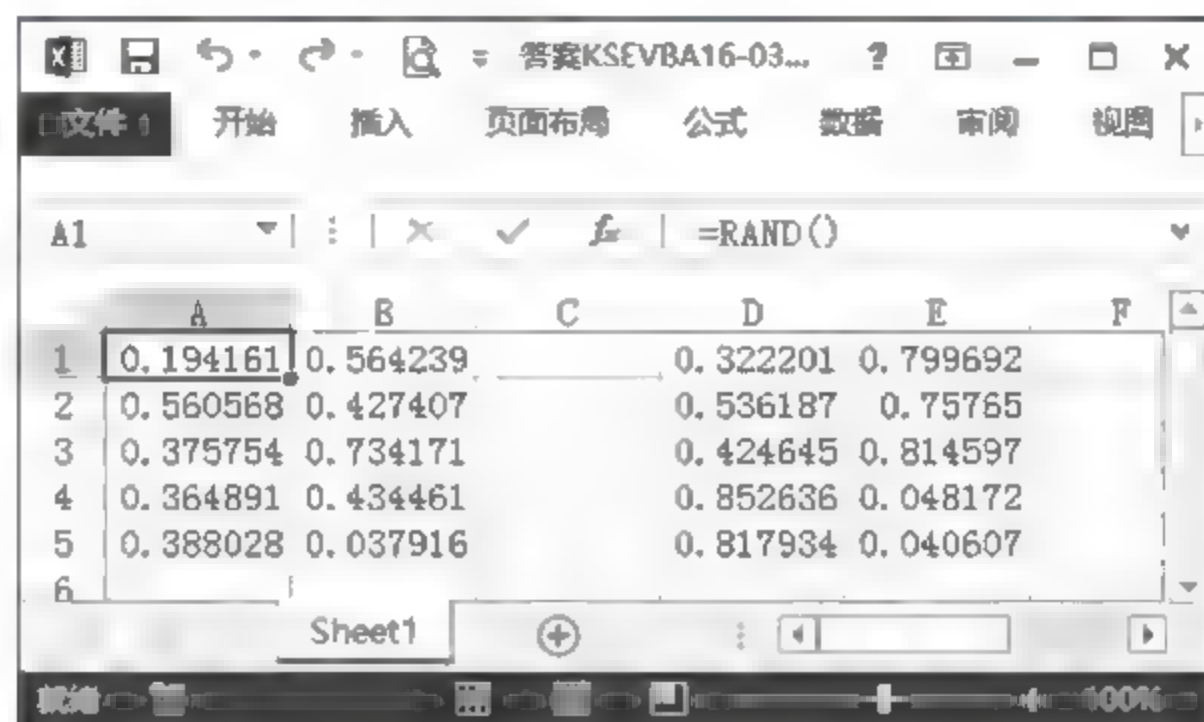 答案KSEVBA16-03... ?
文件 开始 插入 页面布局 公式 数据 审阅 视图
A1 fx =RAND()
A B C D E F
1 0.194161 0.564239 0.322201 0.799692
2 0.560568 0.427407 0.536187 0.75765
3 0.375754 0.734171 0.424645 0.814597
4 0.364891 0.434461 0.852636 0.048172
5 0.388028 0.037916 0.817934 0.040607
6
Sheet1
就绪 100%